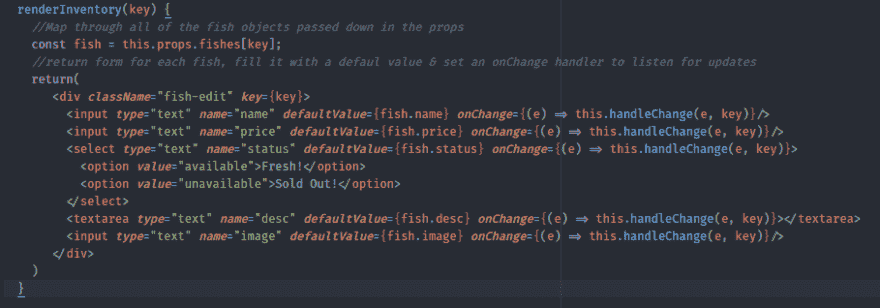 renderInventory(key) {
//Map through all of the fish objects passed down in the props
const fish = this.props.fishes[key];
//return form for each fish, fill it with a defaul value & set an onChange handler to listen for updates
return(
<div className="fish-edit" key={key}>
<input type="text" name="name" defaultValue={fish.name} onChange={(e) => this.handleChange(e, key)}/>
<input type="text" name="price" defaultValue={fish.price} onChange={(e) => this.handleChange(e, key)}/>
<select type="text" name="status" defaultValue={fish.status} onChange={(e) => this.handleChange(e, key)}>
<option value="available">Fresh!</option>
<option value="unavailable">Sold Out!</option>
</select>
<textarea type="text" name="desc" defaultValue={fish.desc} onChange={(e) => this.handleChange(e, key)}></textarea>
<input type="text" name="image" defaultValue={fish.image} onChange={(e) => this.handleChange(e, key)}/>
</div>
)
}